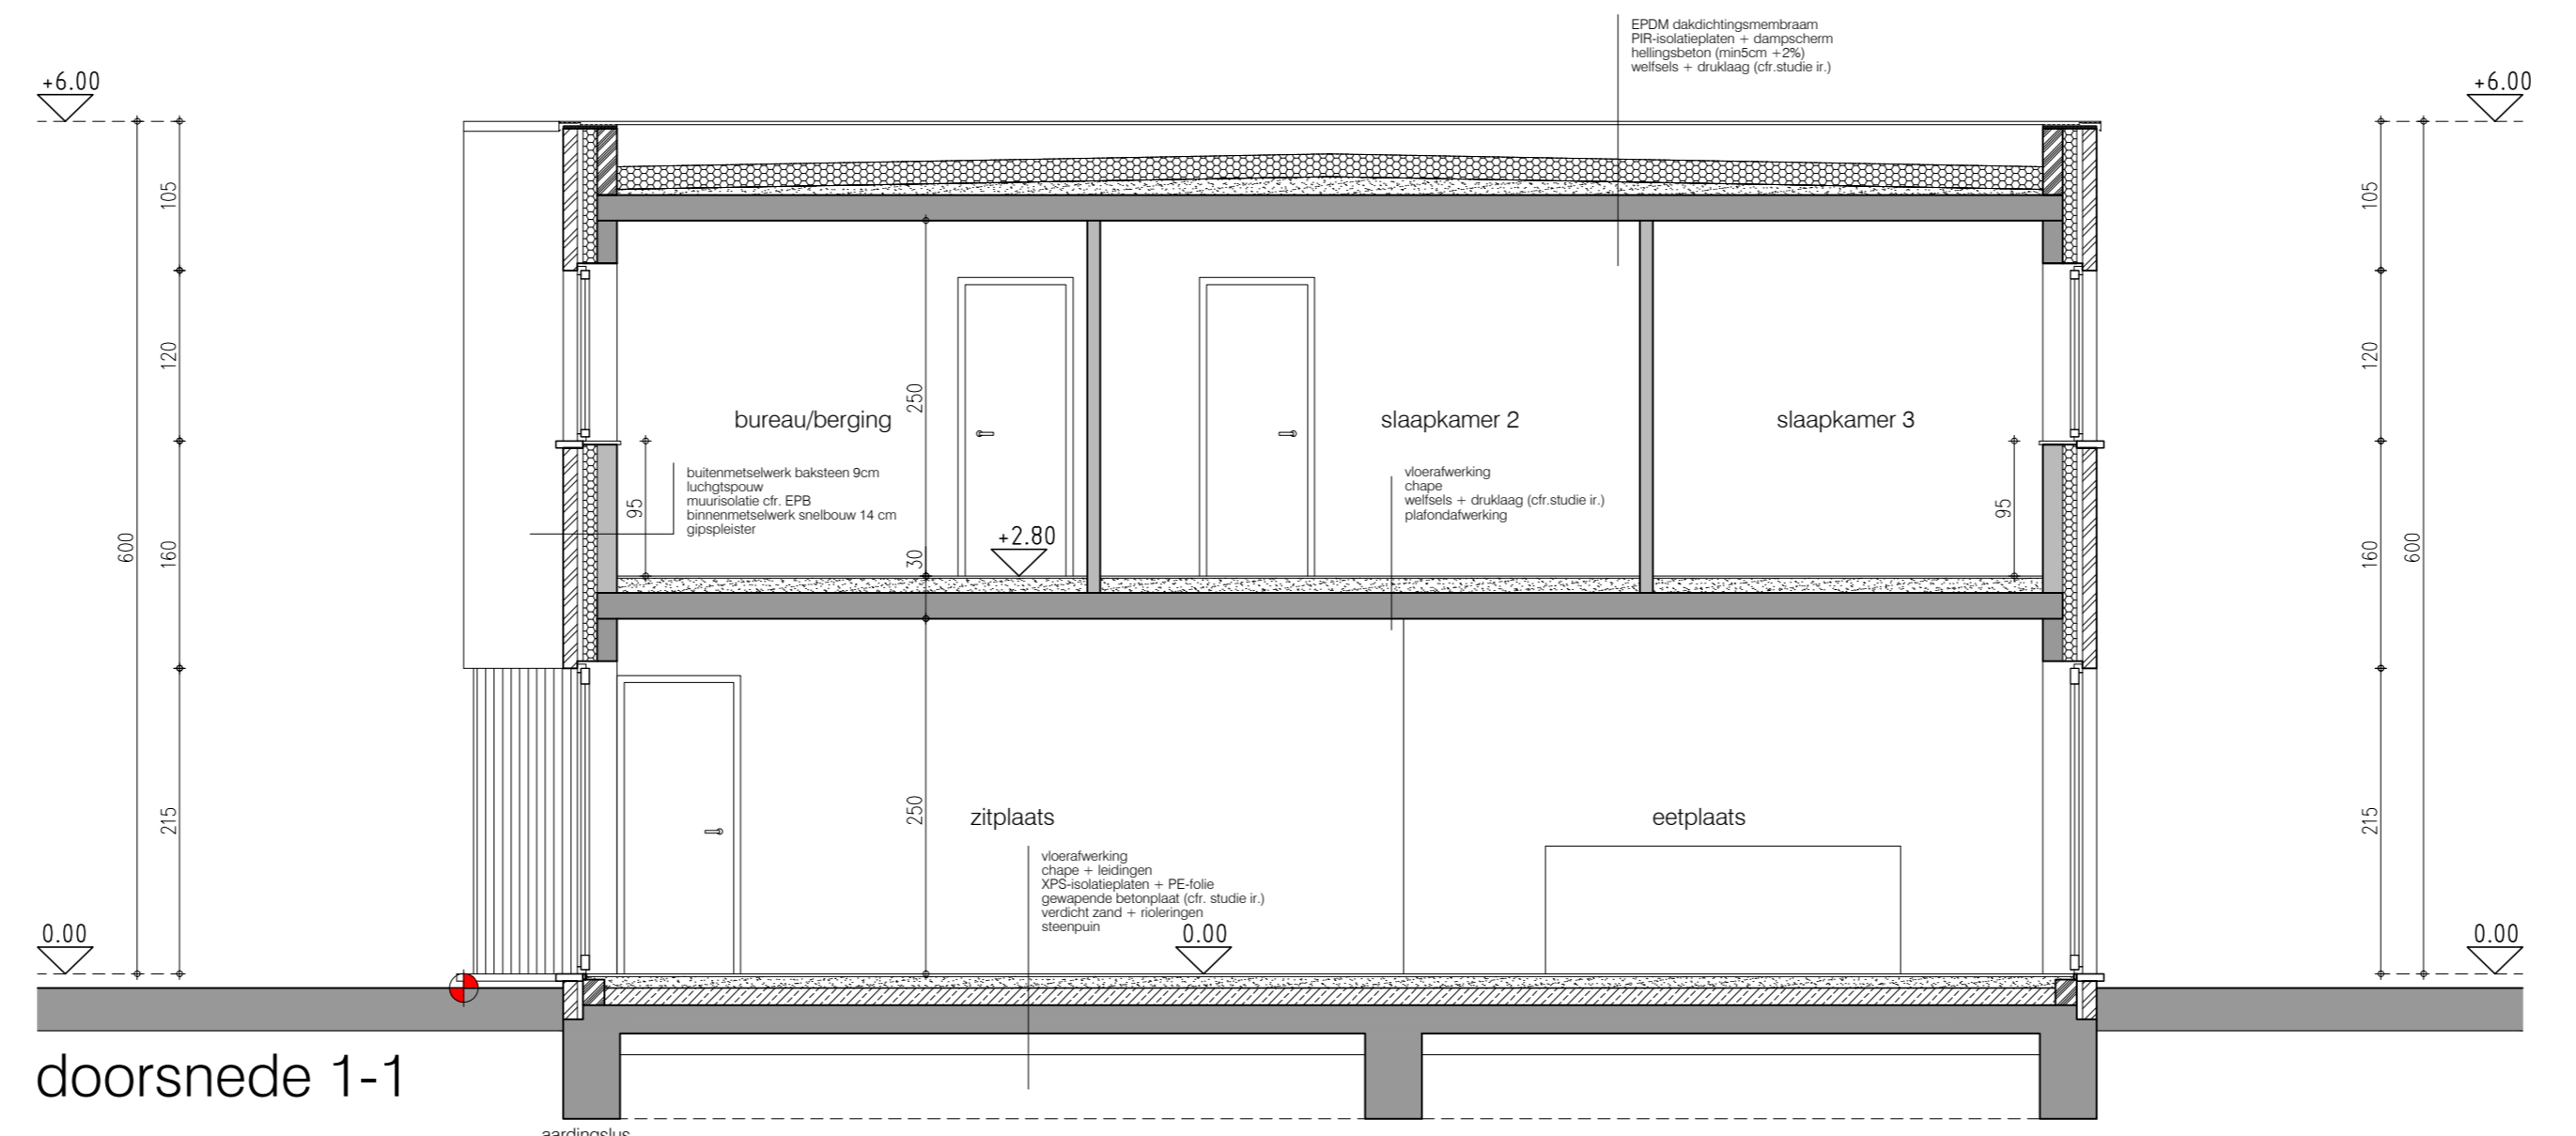 EPDM dakdichtingsmembraam
PIR-isolatieplaten + dampscherm
hellingsbeton (min5cm +2%)
welfsels + druklaag (cfr.studie ir.)
+6.00
+6.00
105
105
120
120
250
bureau/berging
slaapkamer 2
slaapkamer 3
buitenmetselwerk baksteen 9cm
luchgtspouw
muurisolatie cfr. EPB
binnenmetselwerk snelbouw 14 cm
gipspleister
vloerafwerking
chape
welfsels + druklaag (cfr.studie ir.)
plafondafwerking
95
95
+2.80
30
600
160
160
600
215
250
215
zitplaats
eetplaats
vloerafwerking
chape + leidingen
XPS-isolatieplaten + PE-folie
gewapende betonplaat (cfr. studie ir.)
verdicht zand + rioleringen
steenpuin
0.00
0.00
0.00
doorsnede 1-1
aardingslus